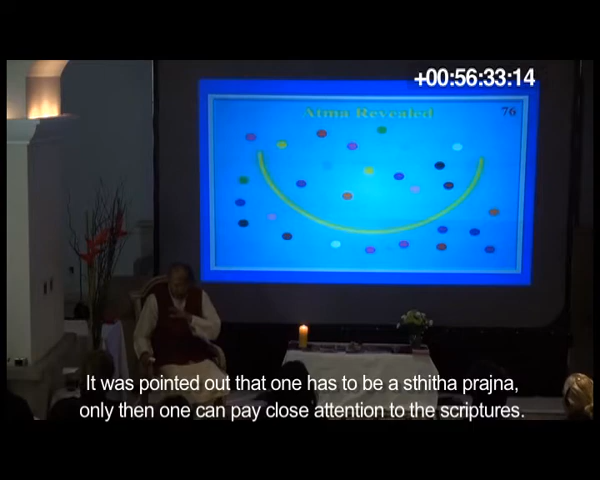 +00:56:33:14
Atma Revealed
76
It was pointed out that one has to be a sthitha prajna,
only then one can pay close attention to the scriptures.